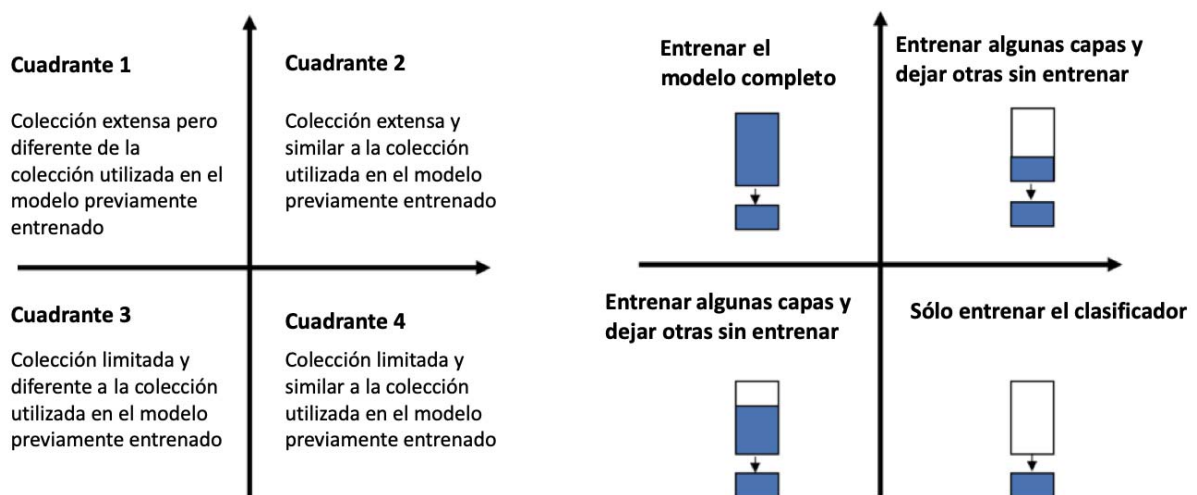 Cuadrante 1
Colección extensa pero
diferente de la
colección utilizada en el
modelo previamente
entrenado
Cuadrante 2
Colección extensa y
similar a la colección
utilizada en el modelo
previamente entrenado
Cuadrante 3
Colección limitada y
diferente a la colección
utilizada en el modelo
previamente entrenado
Cuadrante 4
Colección limitada y
similar a la colección
utilizada en el modelo
previamente entrenado
Entrenar el
modelo completo
Entrenar algunas capas y
dejar otras sin entrenar
Entrenar algunas capas y
dejar otras sin entrenar
Sólo entrenar el clasificador